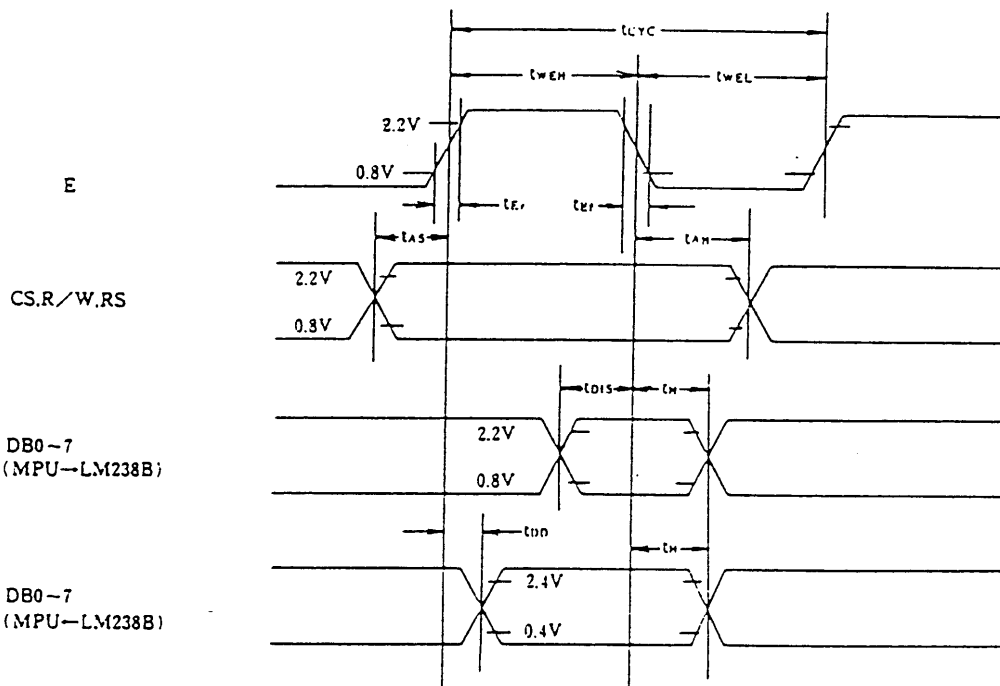 tCYC
tWEH
tWEL
2.2V
0.8V
E
tEr
tEf
tAS
tAH
2.2V
CS,R/W,RS
0.8V
tDIS
tH
DB0~7
(MPU→LM238B)
2.2V
0.8V
tDD
tH
DB0~7
(MPU←LM238B)
2.4V
0.4V